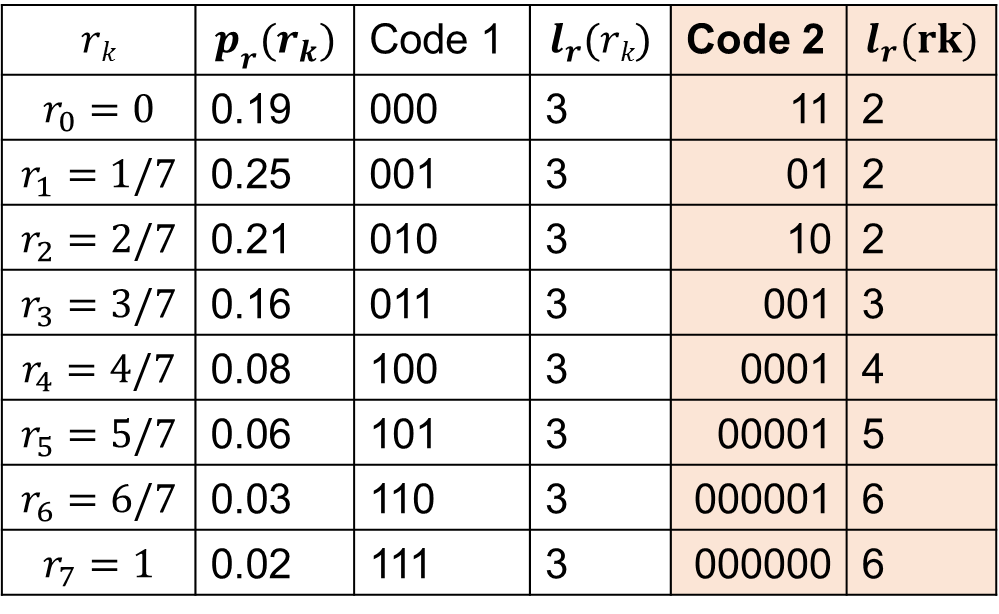 r_k p_r(r_k) Code 1 l_r(r_k) Code 2 l_r(rk)
r_0 = 0 0.19 000 3 11 2
r_1 = 1/7 0.25 001 3 01 2
r_2 = 2/7 0.21 010 3 10 2
r_3 = 3/7 0.16 011 3 001 3
r_4 = 4/7 0.08 100 3 0001 4
r_5 = 5/7 0.06 101 3 00001 5
r_6 = 6/7 0.03 110 3 000001 6
r_7 = 1 0.02 111 3 000000 6